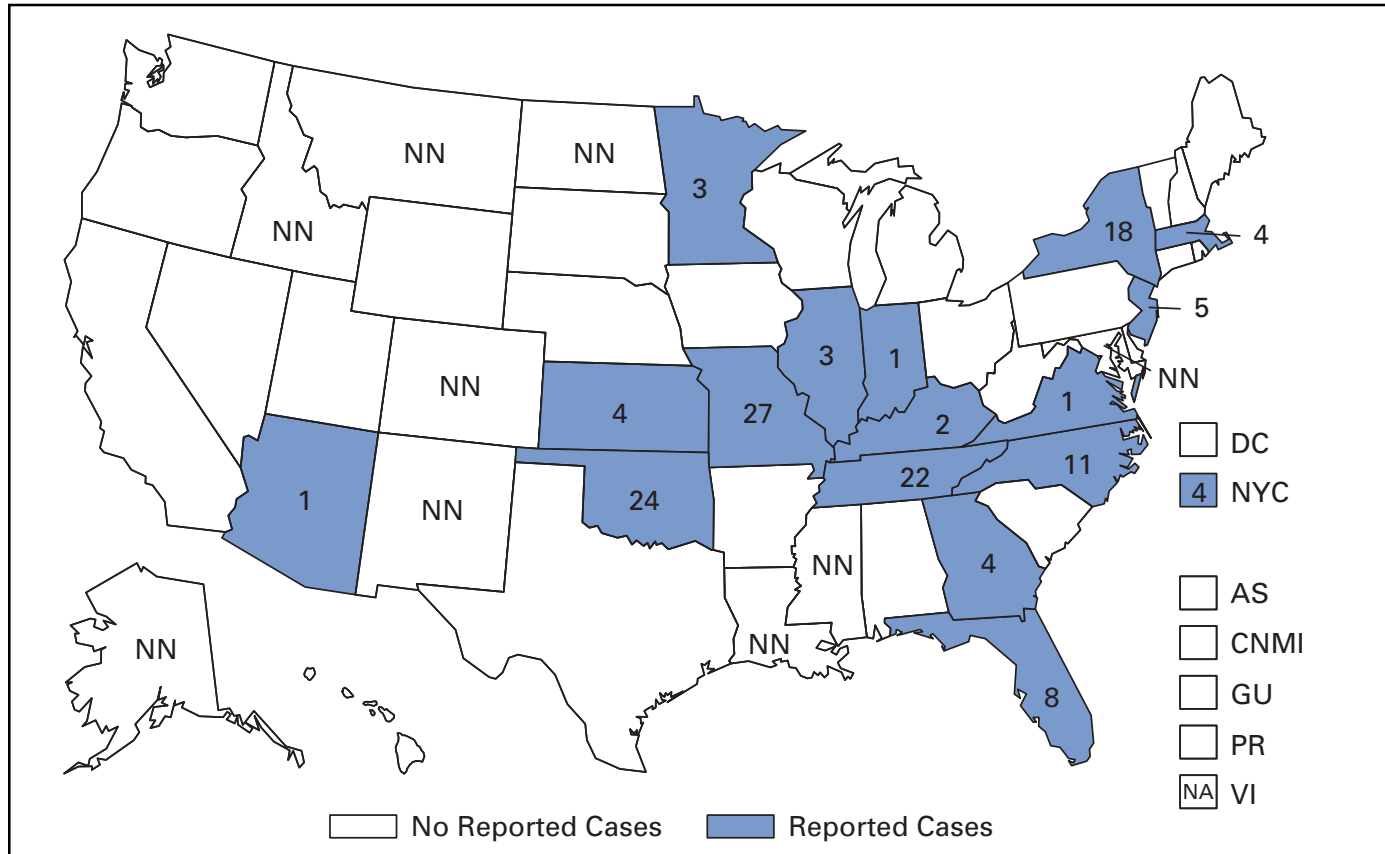 NN
NN
3
NN
18
4
5
3
1
NN
NN
4
27
2
1
DC
11
22
4 NYC
1
NN
24
NN
4
AS
CNMI
NN
NN
GU
8
PR
NA VI
No Reported Cases
Reported Cases